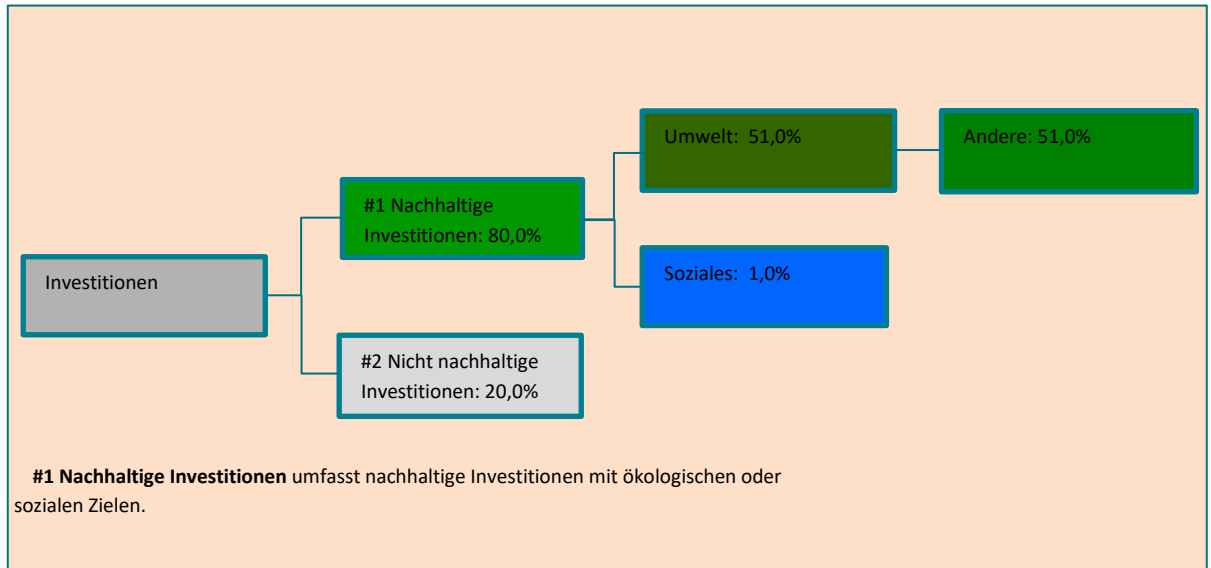 Investitionen
#1 Nachhaltige
Investitionen: 80,0%
#2 Nicht nachhaltige
Investitionen: 20,0%
Umwelt: 51,0%
Soziales: 1,0%
Andere: 51,0%
#1 Nachhaltige Investitionen umfasst nachhaltige Investitionen mit ökologischen oder
sozialen Zielen.